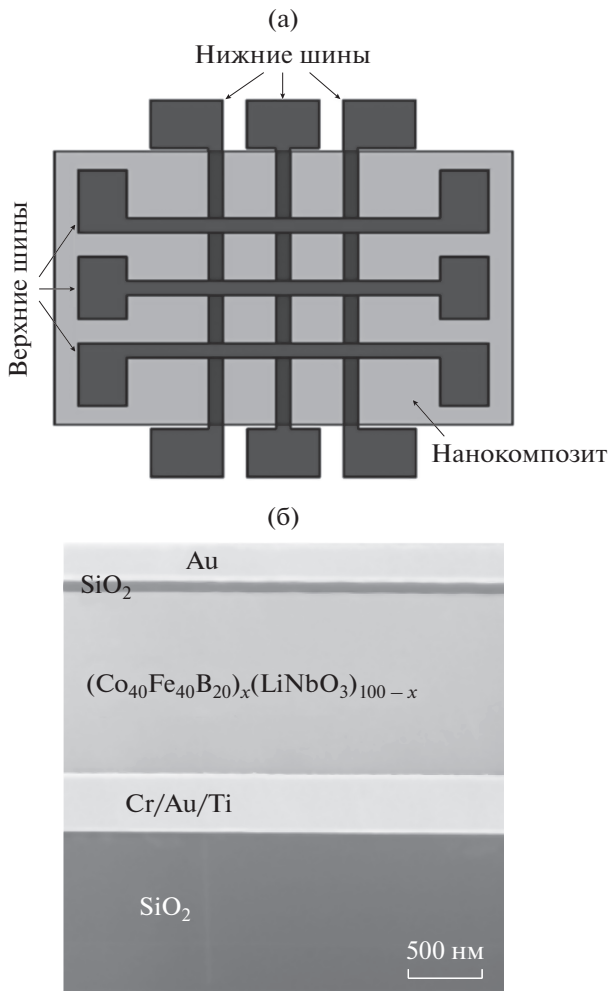 (а)
Нижние шины
Верхние шины
Нанокомпозит
(б)
Au
SiO₂
(Co₄₀Fe₄₀B₂₀)ₓ(LiNbO₃)₁₀₀ ₋ ₓ
Cr/Au/Ti
SiO₂
500 нм